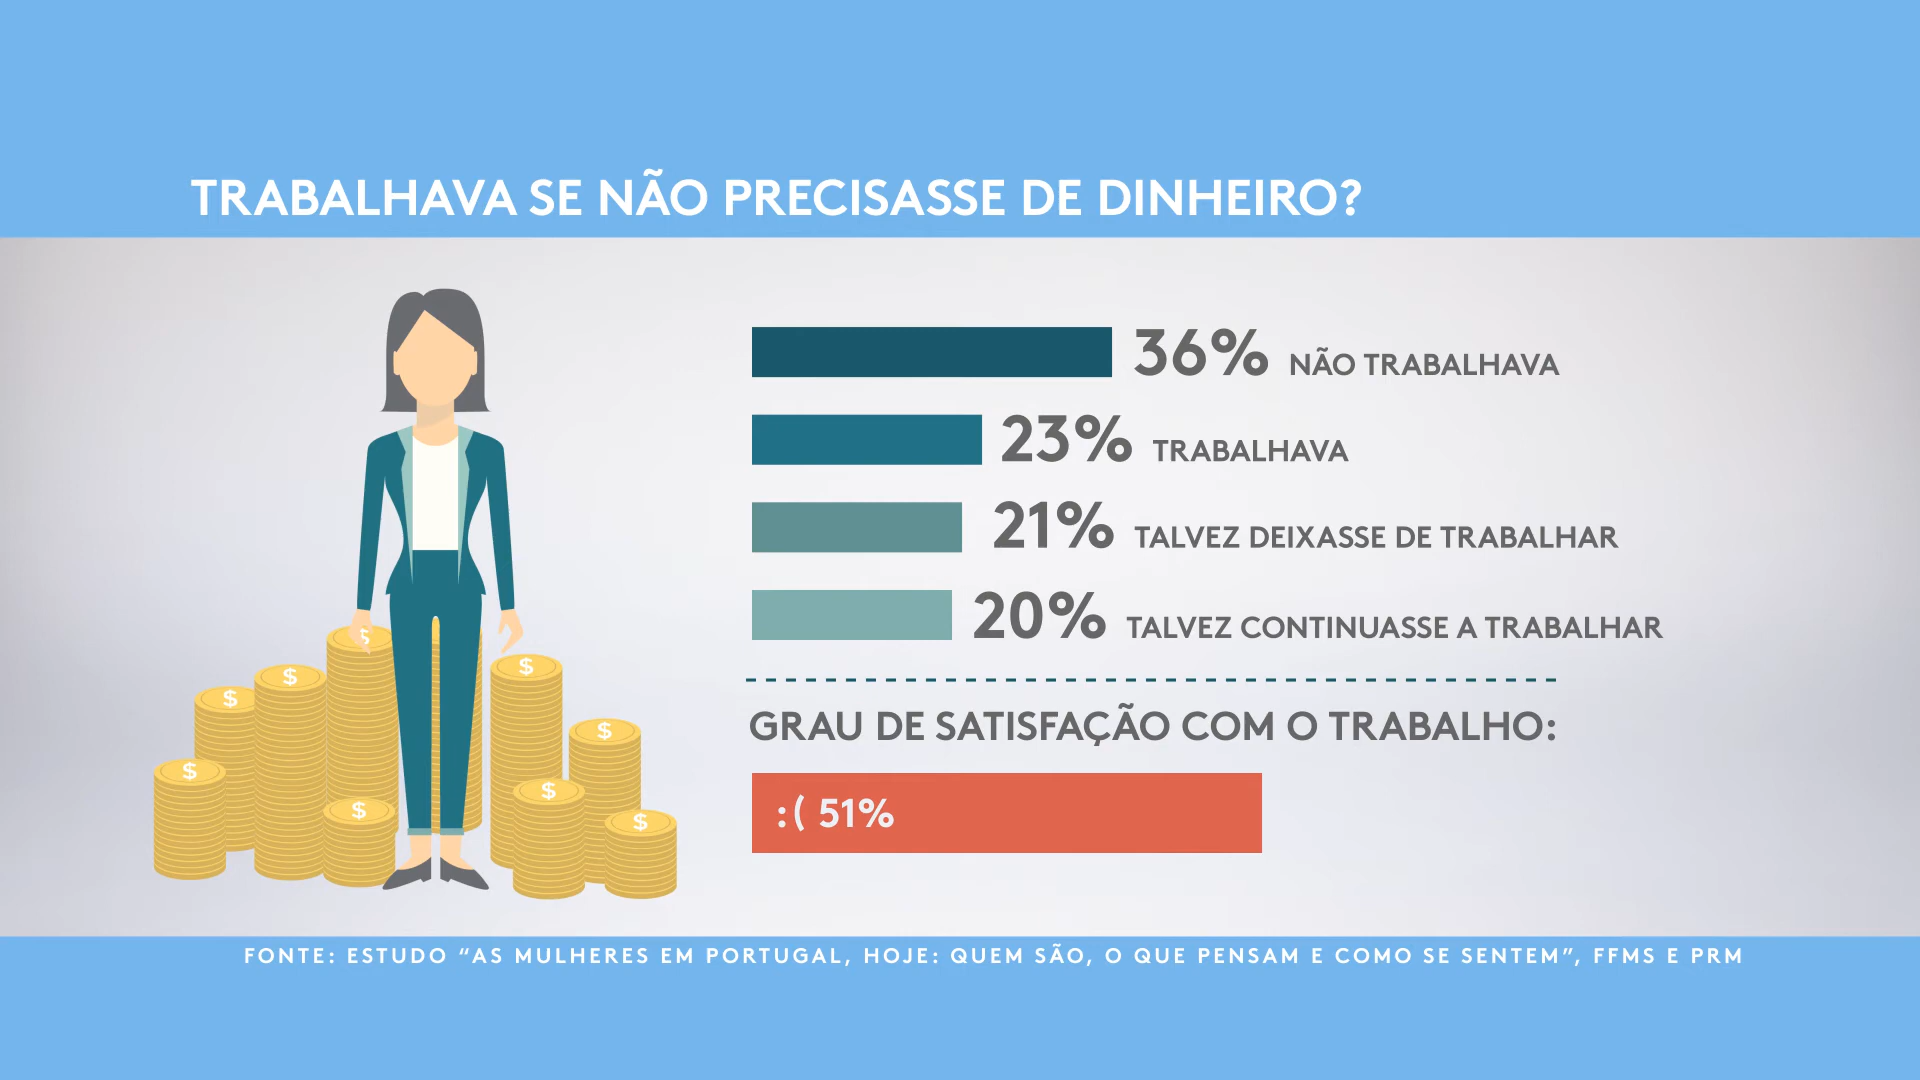 TRABALHAVA SE NÃO PRECISASSE DE DINHEIRO?
36% NÃO TRABALHAVA
23% TRABALHAVA
21% TALVEZ DEIXASSE DE TRABALHAR
20% TALVEZ CONTINUASSE A TRABALHAR
GRAU DE SATISFAÇÃO COM O TRABALHO:
:( 51%
$
$
$
$
$
$
$
$
$
FONTE: ESTUDO “AS MULHERES EM PORTUGAL, HOJE: QUEM SÃO, O QUE PENSAM E COMO SE SENTEM”, FFMS E PRM